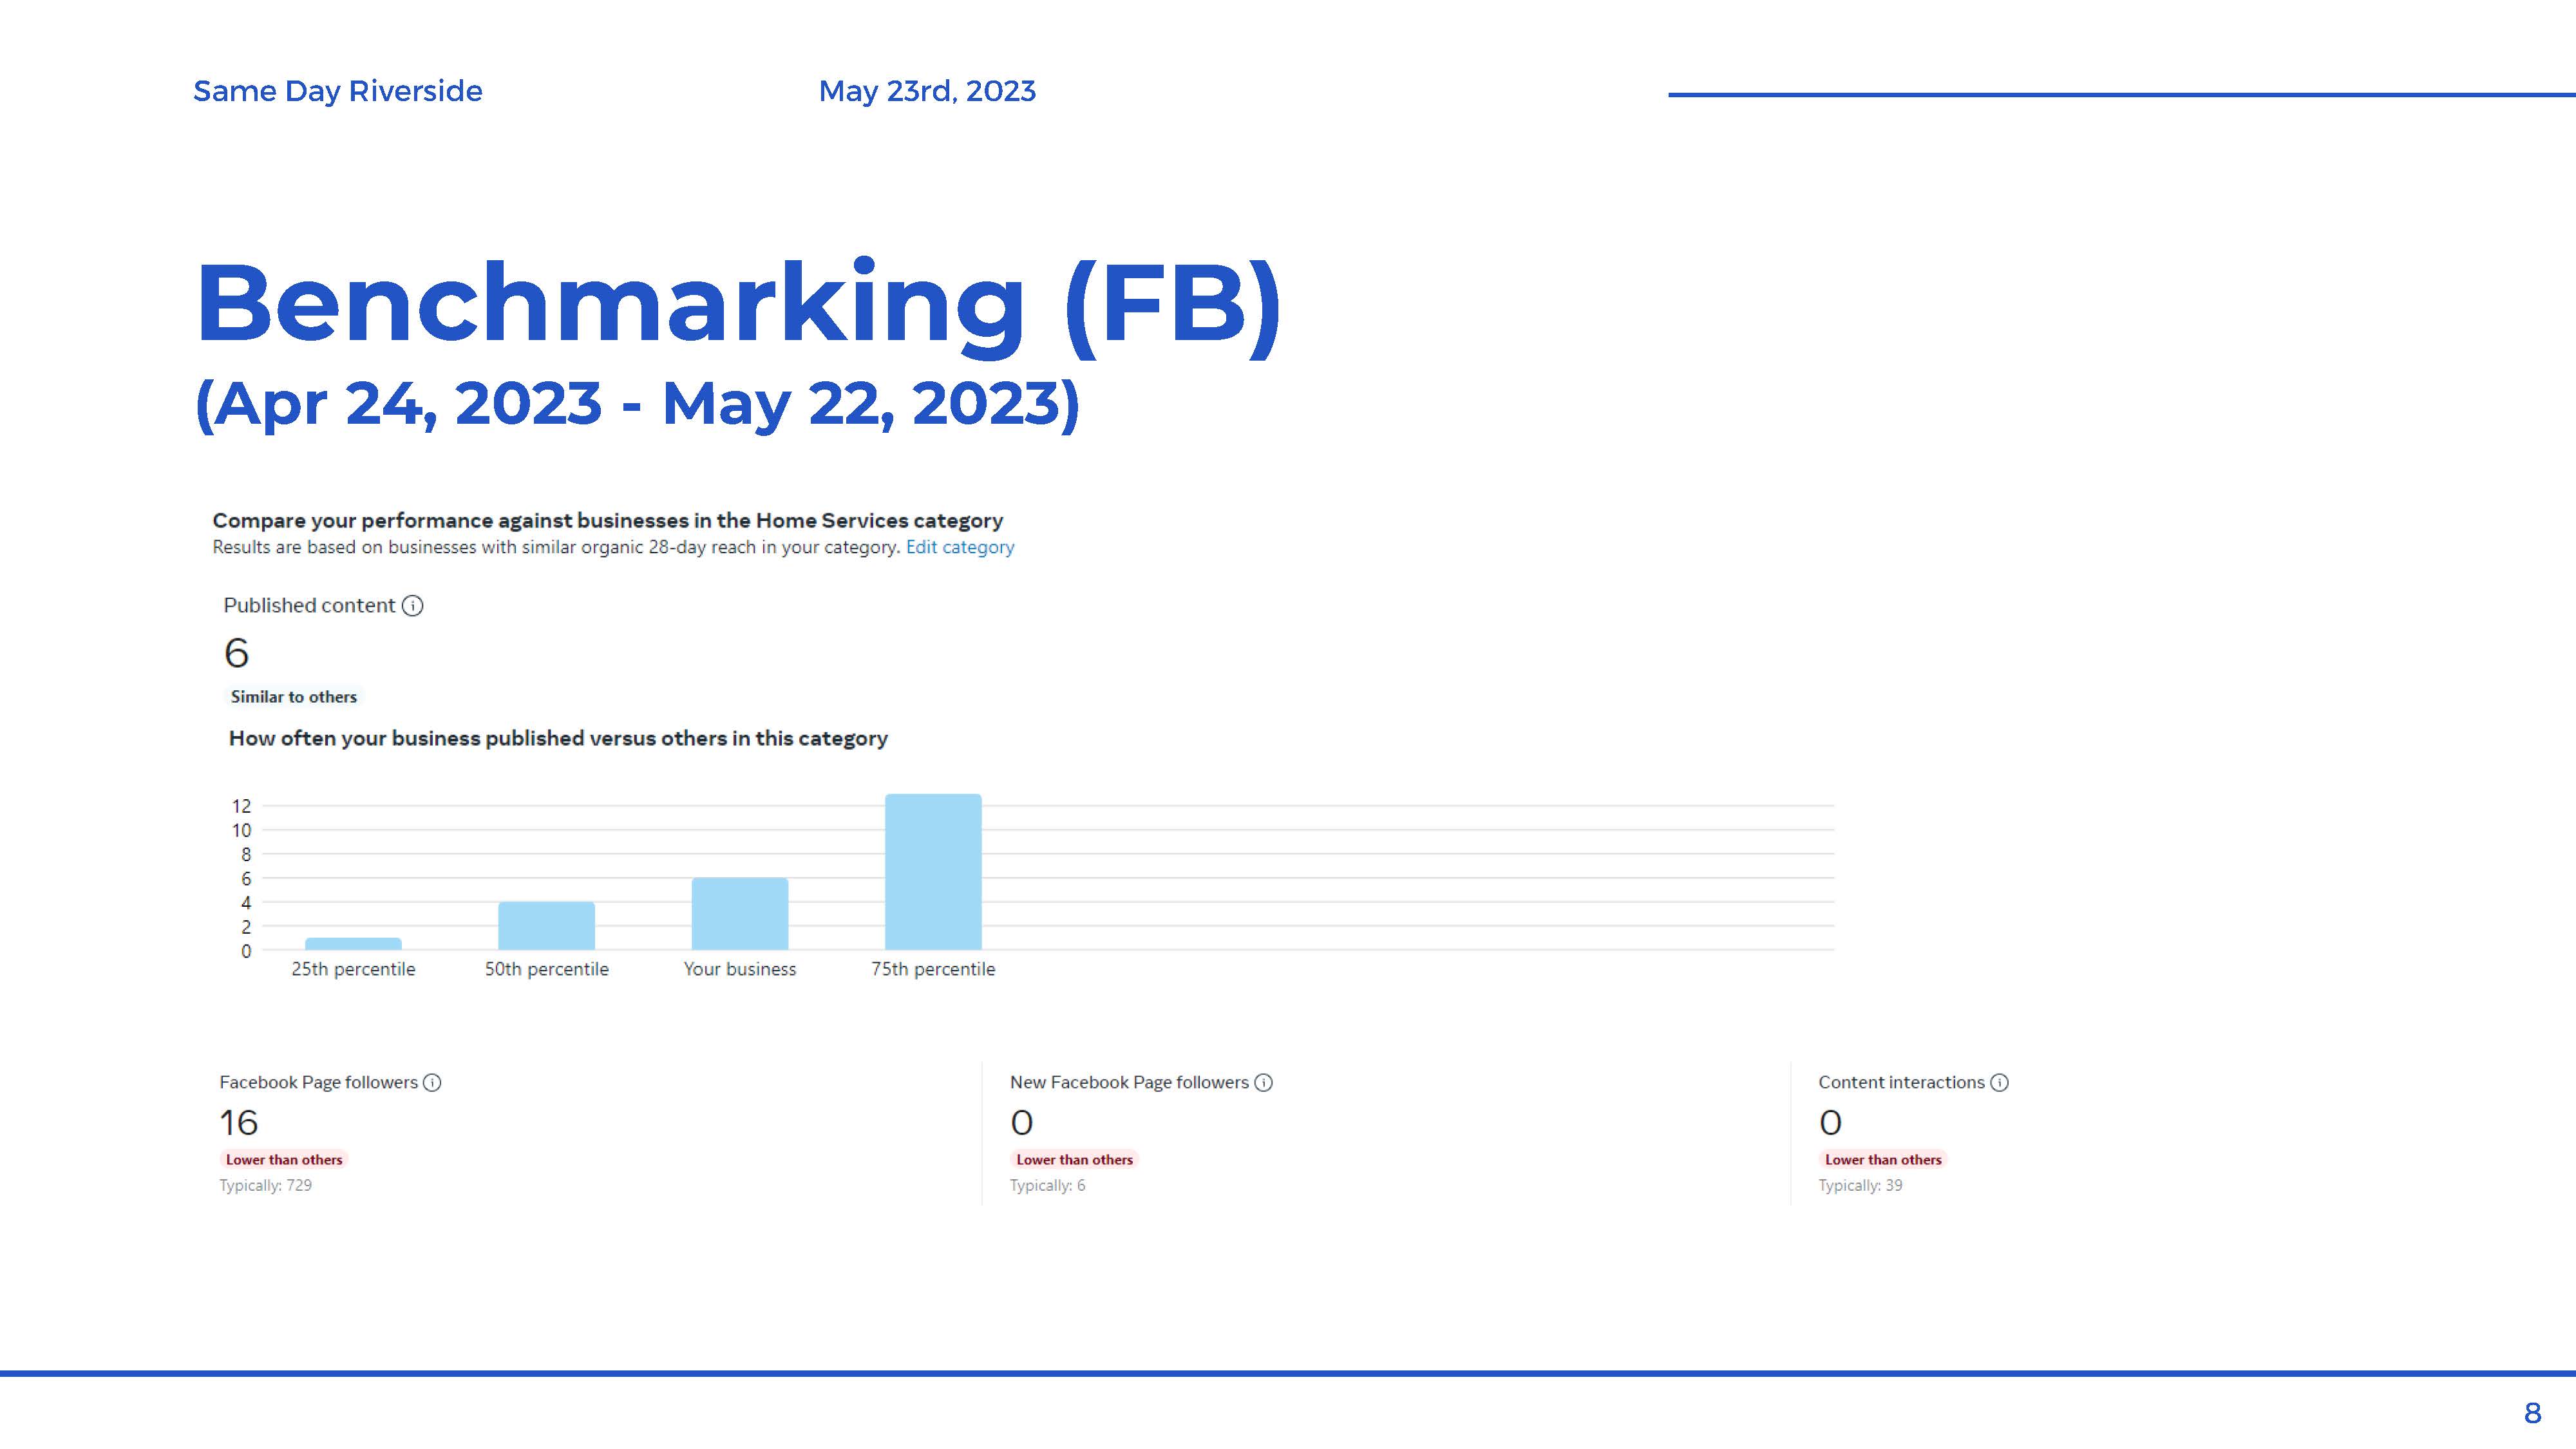 Same Day Riverside
May 23rd, 2023
Benchmarking (FB)
(Apr 24, 2023 - May 22, 2023)
Compare your performance against businesses in the Home Services category
Results are based on businesses with similar organic 28-day reach in your category. Edit category
Published content
6
Similar to others
How often your business published versus others in this category
12
10
8
6
4
2
0
25th percentile 50th percentile Your business 75th percentile
Facebook Page followers
16
Lower than others
Typically: 729
New Facebook Page followers
0
Lower than others
Typically: 6
Content interactions
0
Lower than others
Typically: 39
8